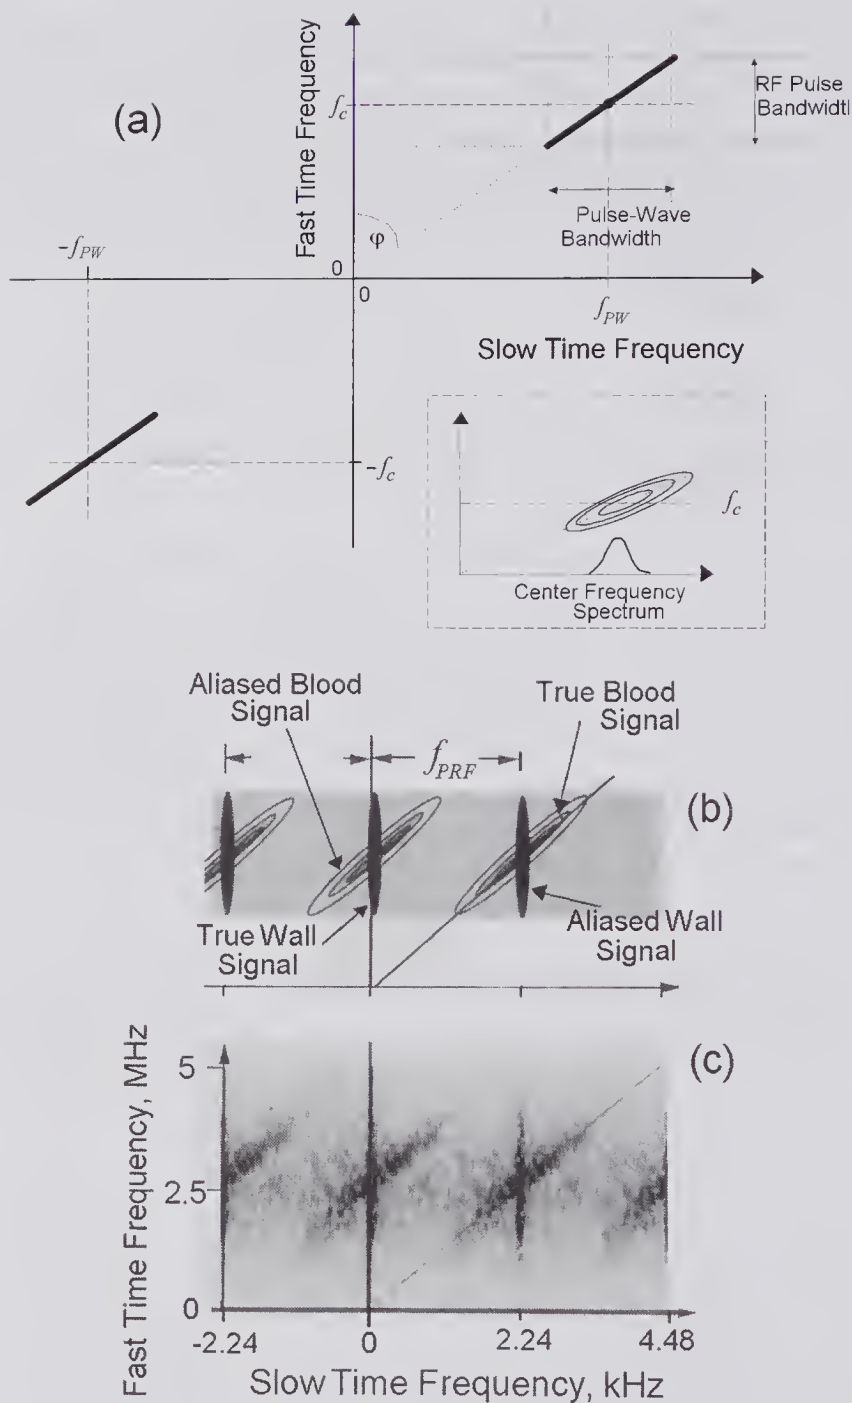 (a)
Fast Time Frequency
f_c
RF Pulse
Bandwidtl
Pulse-Wave
Bandwidth
φ
-f_PW
0
0
f_PW
Slow Time Frequency
-f_c
f_c
Center Frequency
Spectrum
Aliased Blood
Signal
True Blood
Signal
f_PRF
(b)
True Wall
Signal
Aliased Wall
Signal
(c)
Fast Time Frequency, MHz
5
2.5
0
-2.24
0
2.24
4.48
Slow Time Frequency, kHz